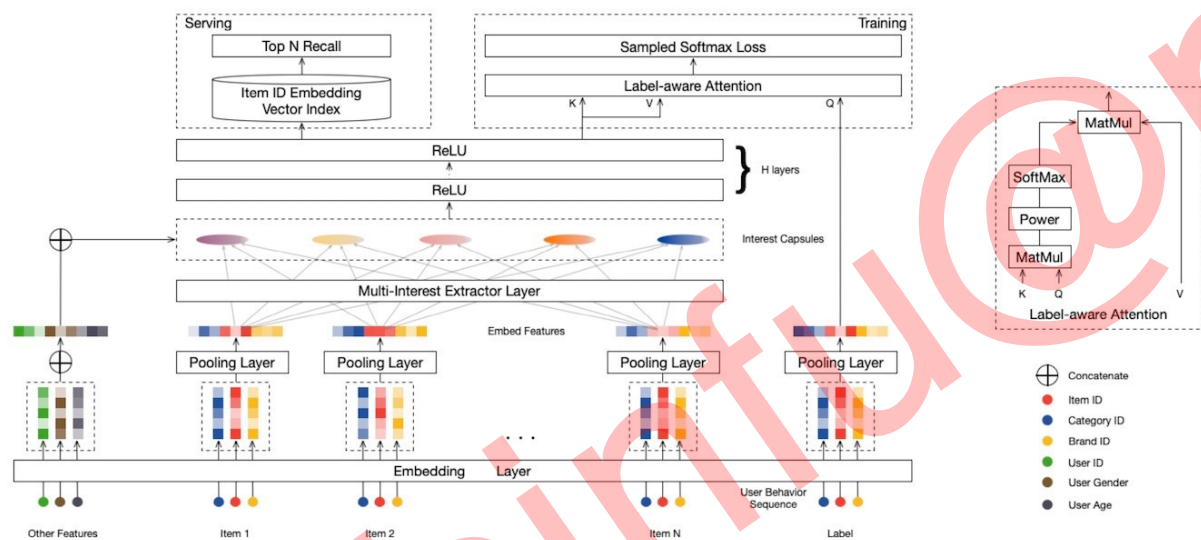 Serving
Training
Top N Recall
Sampled Softmax Loss
Item ID Embedding
Vector Index
Label-aware Attention
K
V
Q
ReLU
ReLU
H layers
Interest Capsules
Multi-Interest Extractor Layer
Embed Features
Pooling Layer
Pooling Layer
Pooling Layer
Pooling Layer
. . .
Embedding Layer
User Behavior
Sequence
Other Features
Item 1
Item 2
Item N
Label
MatMul
SoftMax
Power
MatMul
K
Q
V
Label-aware Attention
Concatenate
Item ID
Category ID
Brand ID
User ID
User Gender
User Age